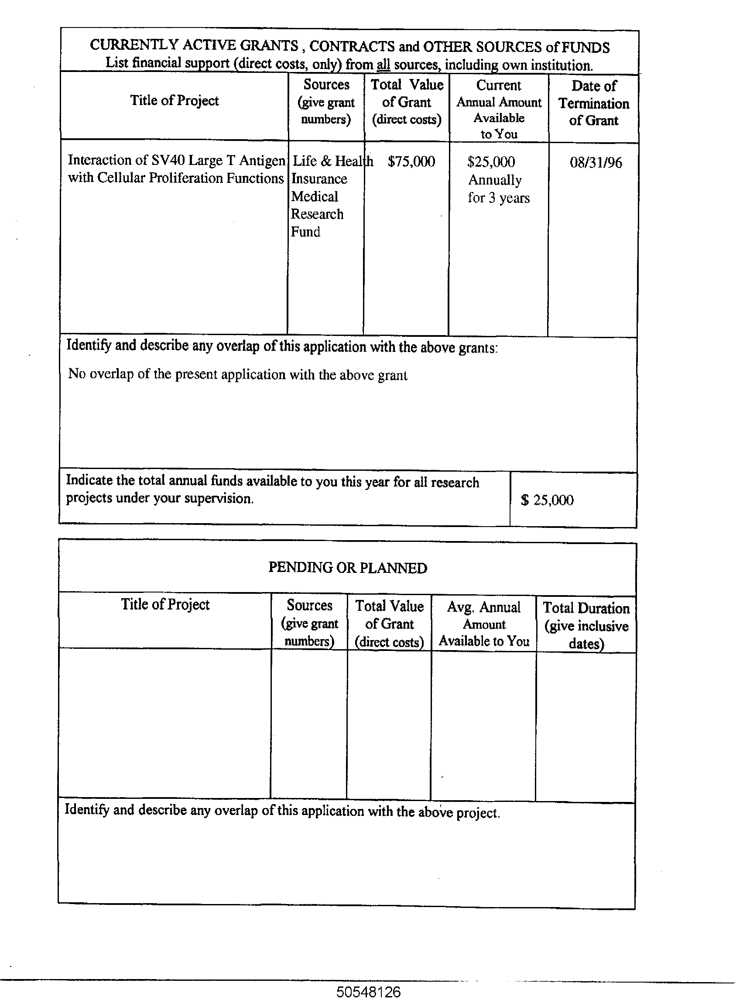 CURRENTLY ACTIVE GRANTS , CONTRACTS and OTHER SOURCES of FUNDS
List financial support (direct costs, only) from all sources, including own institution.
Title of Project
Sources
(give grant
numbers)
Total Value
of Grant
(direct costs)
Current
Annual Amount
Available
to You
Date of
Termination
of Grant
Interaction of SV40 Large T Antigen
with Cellular Proliferation Functions
Life & Health
Insurance
Medical
Research
Fund
$75,000
$25,000
Annually
for 3 years
08/31/96
Identify and describe any overlap of this application with the above grants:
No overlap of the present application with the above grant
Indicate the total annual funds available to you this year for all research
projects under your supervision.
$ 25,000
PENDING OR PLANNED
Title of Project
Sources
(give grant
numbers)
Total Value
of Grant
(direct costs)
Avg. Annual
Amount
Available to You
Total Duration
(give inclusive
dates)
Identify and describe any overlap of this application with the above project.
50548126